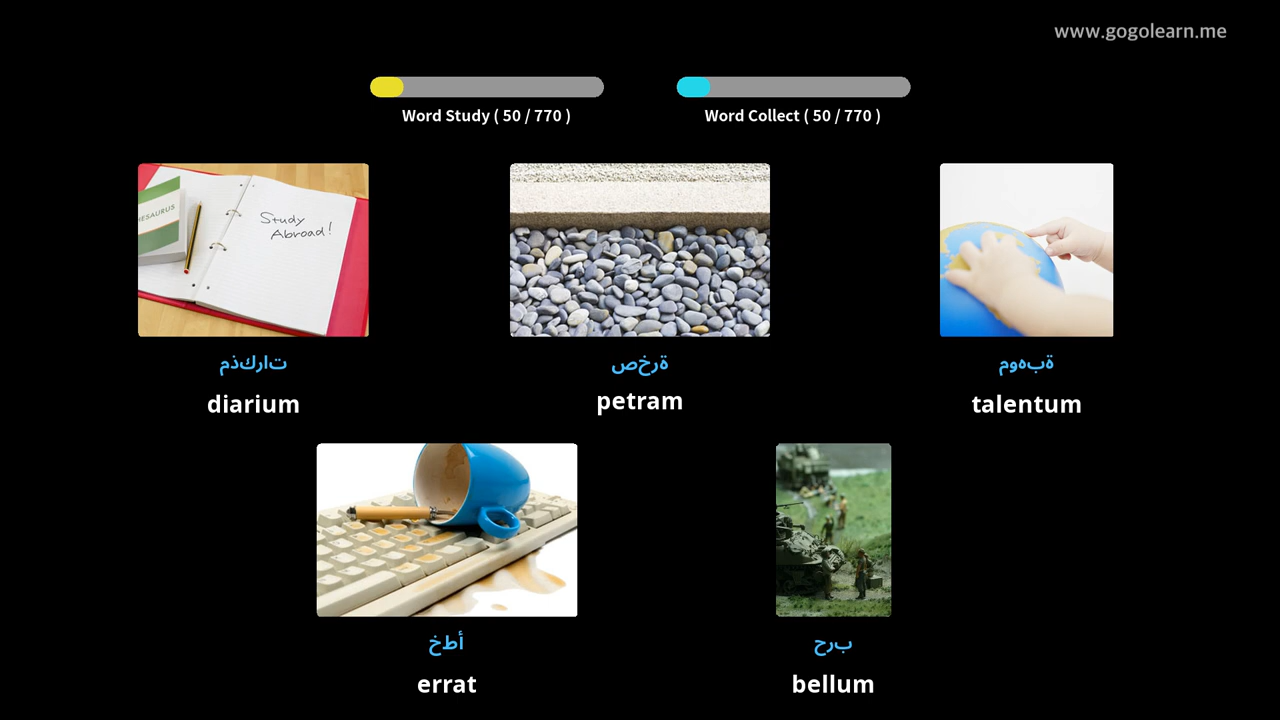 www.gogolearn.me
Word Study ( 50 / 770 )
Word Collect ( 50 / 770 )
HESAURUS
Study
Abroad!
تاركذم
diarium
ةرخص
petram
ةبهوم
talentum
أطخ
errat
برح
bellum